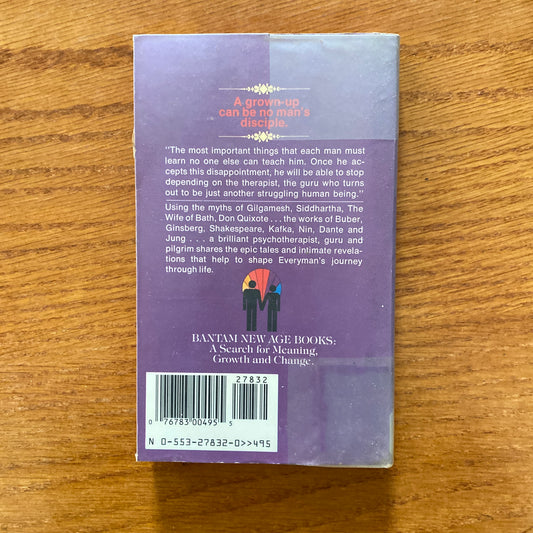 A grown-up
can be no man's
disciple.
"The most important things that each man must
learn no one else can teach him. Once he ac-
cepts this disappointment, he will be able to stop
depending on the therapist, the guru who turns
out to be just another struggling human being."
Using the myths of Gilgamesh, Siddhartha, The
Wife of Bath, Don Quixote . . . the works of Buber,
Ginsberg, Shakespeare, Kafka, Nin, Dante and
Jung . . . a brilliant psychotherapist, guru and
pilgrim shares the epic tales and intimate revela-
tions that help to shape Everyman's journey
through life.
BANTAM NEW AGE BOOKS:
A Search for Meaning,
Growth and Change.
27832
0 76783 00495 5
N 0-553-27832-0>>495